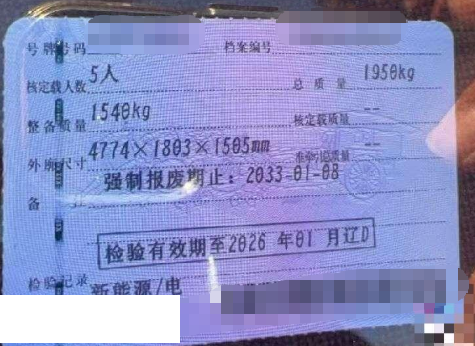 号牌号码 档案编号
核定载人数 5人 总质量 1950kg
整备质量 1540kg 核定载质量 --
外廓尺寸 4774×1803×1505mm 准牵引总质量 --
强制报废期止：2033-01-08
备 注
检验有效期至2026 年01 月辽D
检验记录 新能源/电